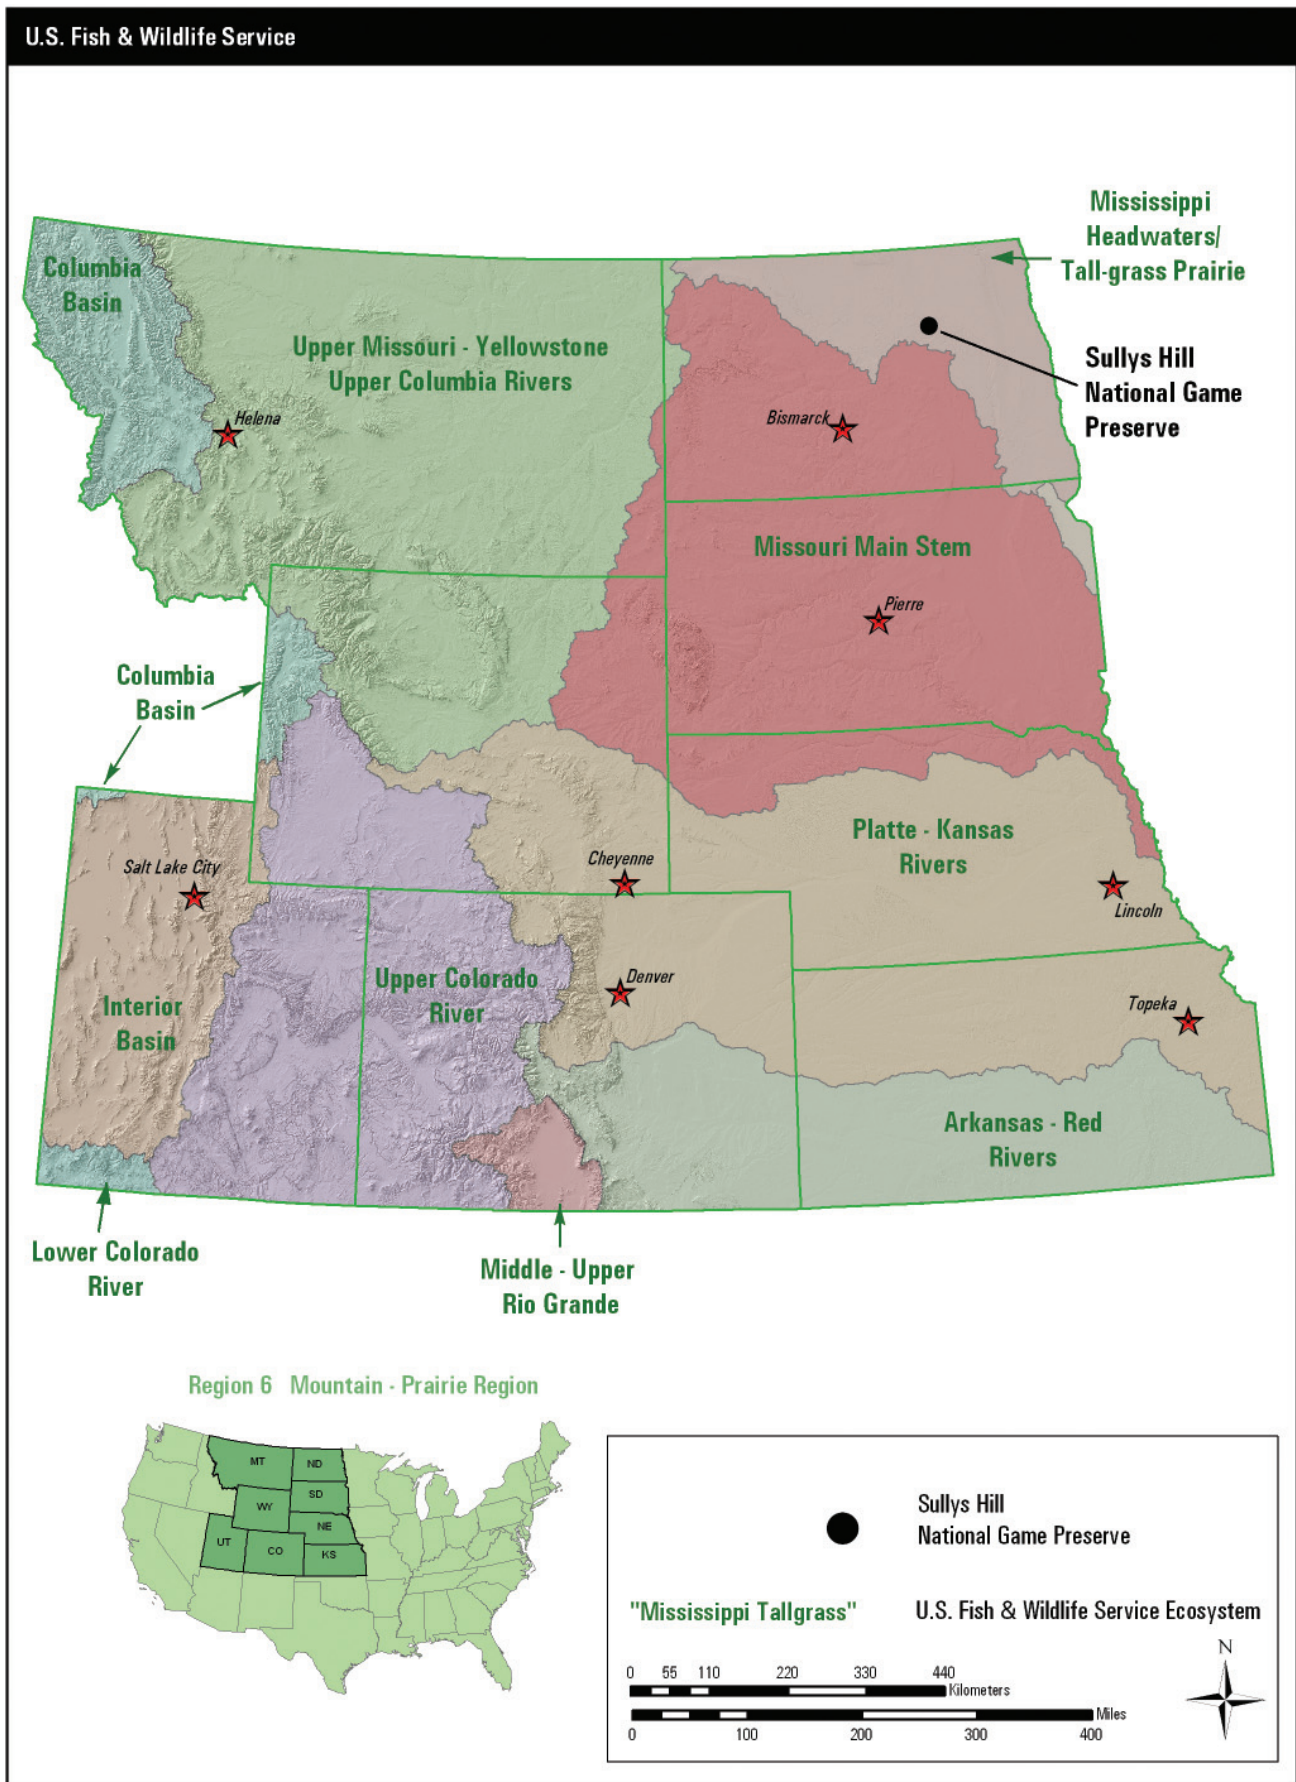 U.S. Fish & Wildlife Service
Mississippi
Headwaters/
Tall-grass Prairie
Columbia
Basin
Upper Missouri - Yellowstone
Upper Columbia Rivers
Sullys Hill
National Game
Preserve
Helena
Bismarck
Missouri Main Stem
Pierre
Columbia
Basin
Platte - Kansas
Rivers
Salt Lake City
Cheyenne
Lincoln
Upper Colorado
River
Denver
Topeka
Interior
Basin
Arkansas - Red
Rivers
Lower Colorado
River
Middle - Upper
Rio Grande
Region 6 Mountain - Prairie Region
MT
ND
SD
WY
NE
UT
CO
KS
Sullys Hill
National Game Preserve
"Mississippi Tallgrass" U.S. Fish & Wildlife Service Ecosystem
N
0 55 110 220 330 440
Kilometers
Miles
0 100 200 300 400